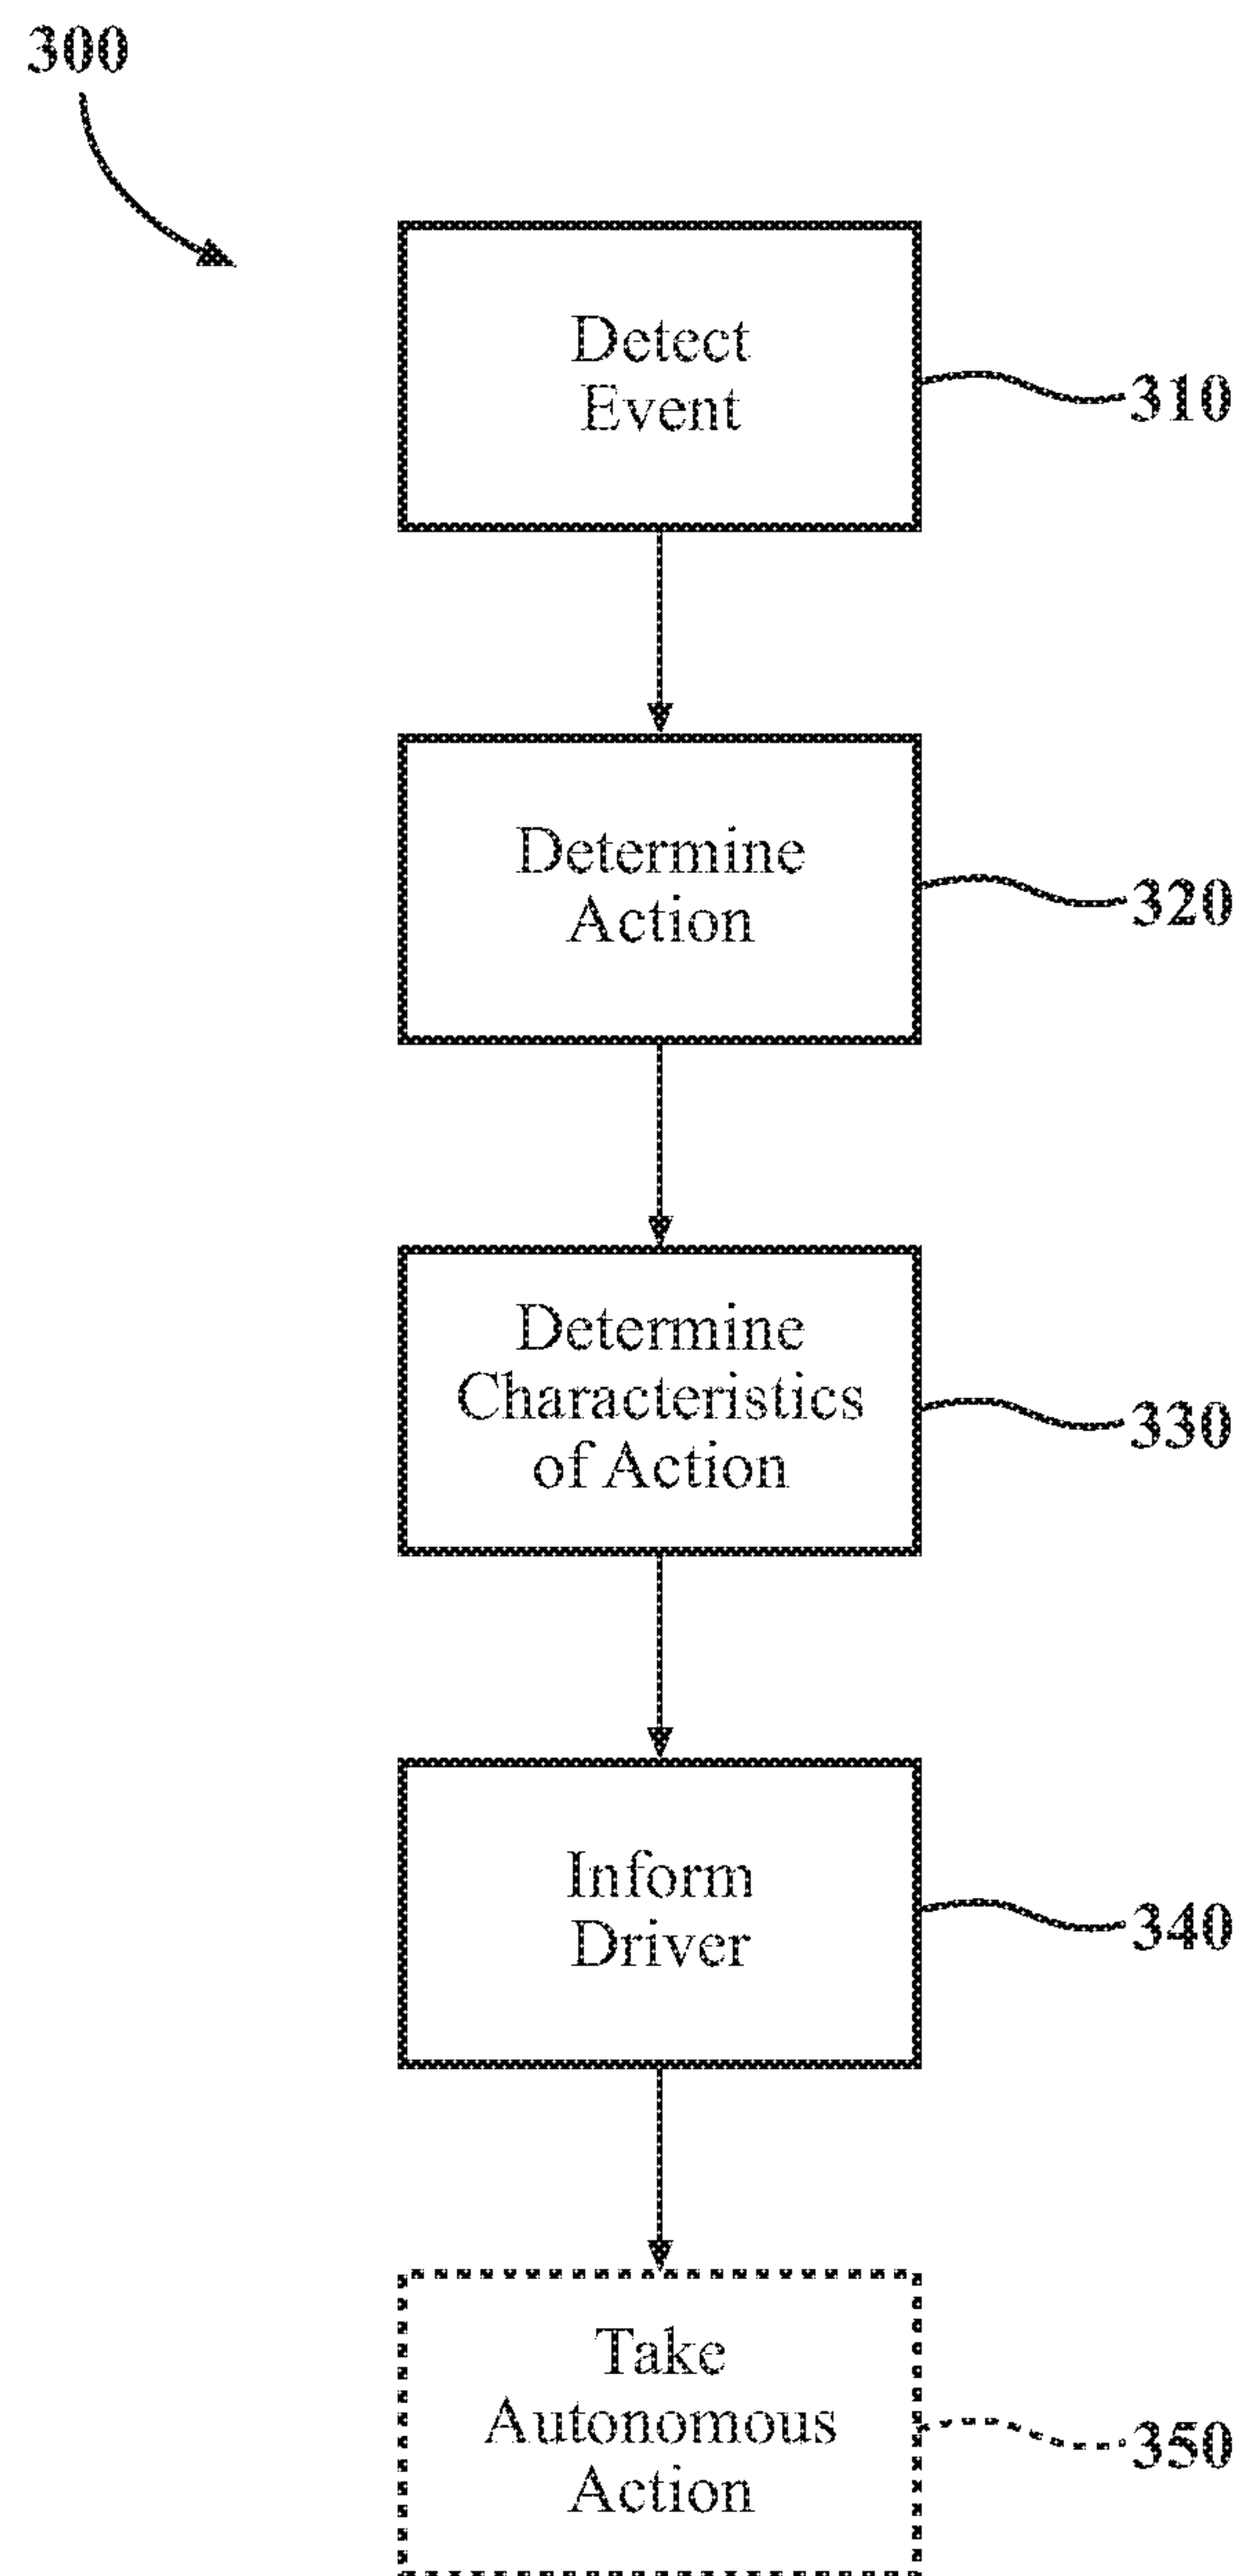 300
Detect
Event
310
Determine
Action
320
Determine
Characteristics
of Action
330
Inform
Driver
340
Take
Autonomous
Action
350